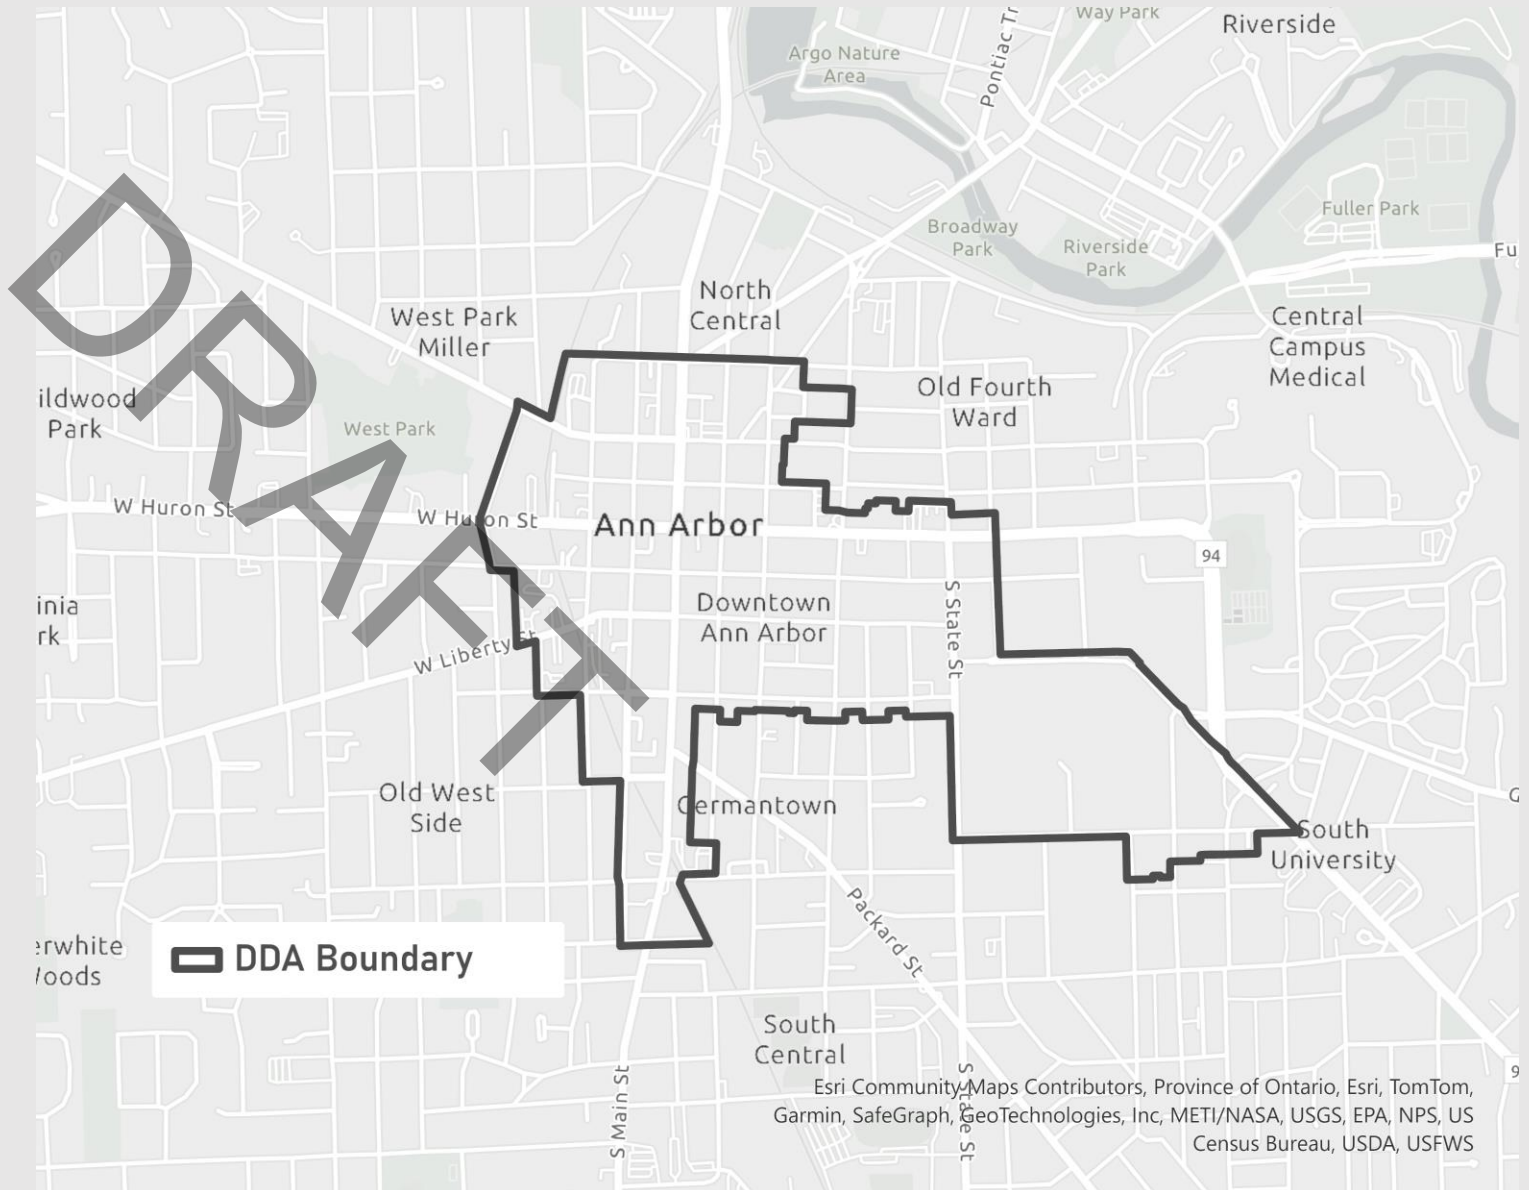 Way Park
Riverside
Argo Nature
Area
Pontiac Tr
Fuller Park
Broadway
Park
Riverside
Park
Fu
North
Central
West Park
Miller
Central
Campus
Medical
ildwood
Park
West Park
Old Fourth
Ward
W Huron St
W Huron St
Ann Arbor
94
inia
rk
Downtown
Ann Arbor
S State St
W Liberty St
DRAFT
Old West
Side
Germantown
G
South
University
Packard St
erwhite
Woods
DDA Boundary
South
Central
S Main St
S State St
9
Esri Community Maps Contributors, Province of Ontario, Esri, TomTom,
Garmin, SafeGraph, GeoTechnologies, Inc, METI/NASA, USGS, EPA, NPS, US
Census Bureau, USDA, USFWS